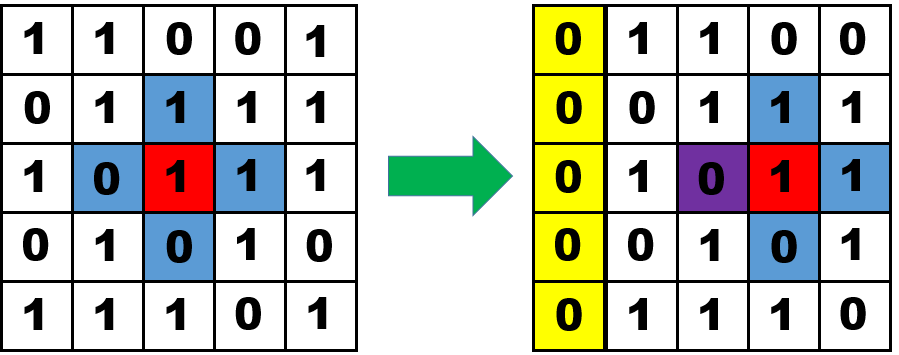 1 1 0 0 1 0 1 1 0 0
0 1 1 1 1 0 0 1 1 1
1 0 1 1 1 0 1 0 1 1
0 1 0 1 0 0 0 1 0 1
1 1 1 0 1 0 1 1 1 0